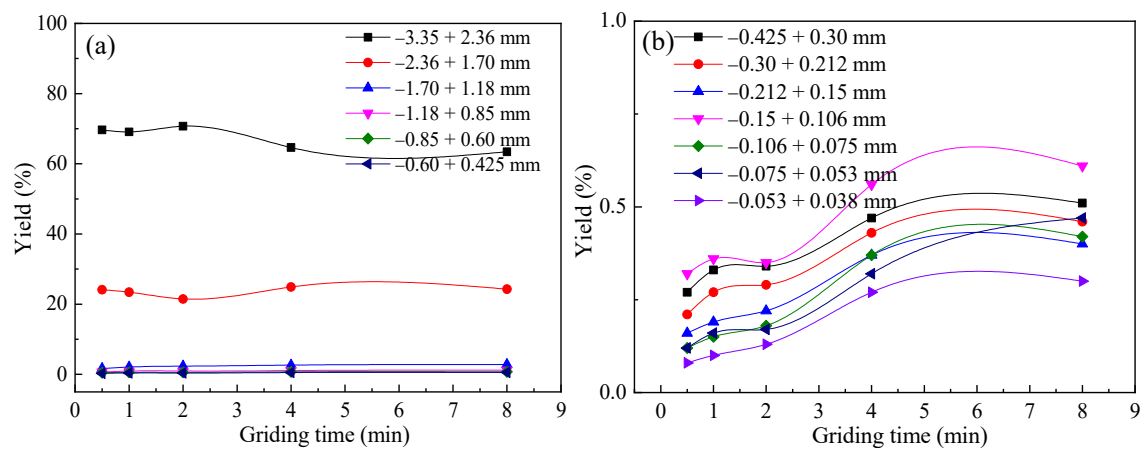 (a)
–3.35 + 2.36 mm
–2.36 + 1.70 mm
–1.70 + 1.18 mm
–1.18 + 0.85 mm
–0.85 + 0.60 mm
–0.60 + 0.425 mm
100
80
60
40
20
0
Yield (%)
0 1 2 3 4 5 6 7 8 9
Griding time (min)
(b)
–0.425 + 0.30 mm
–0.30 + 0.212 mm
–0.212 + 0.15 mm
–0.15 + 0.106 mm
–0.106 + 0.075 mm
–0.075 + 0.053 mm
–0.053 + 0.038 mm
1.0
0.5
0.0
Yield (%)
0 1 2 3 4 5 6 7 8 9
Griding time (min)